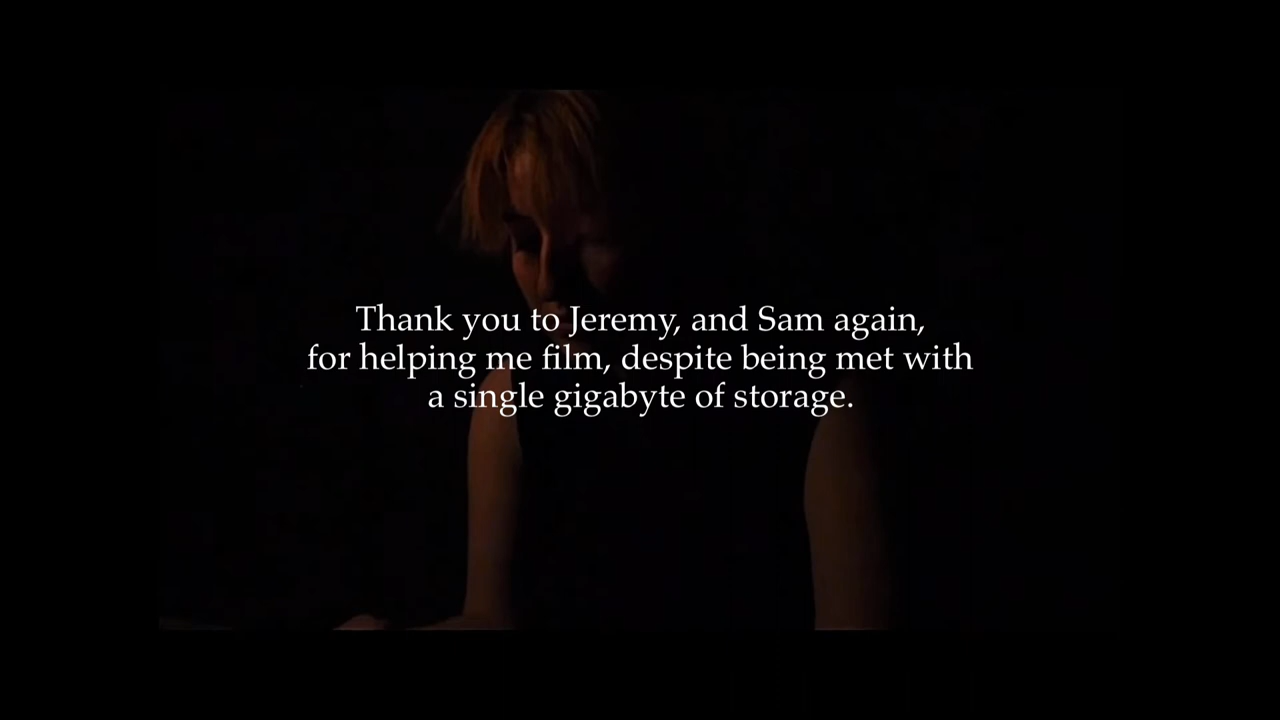 Thank you to Jeremy, and Sam again,
for helping me film, despite being met with
a single gigabyte of storage.